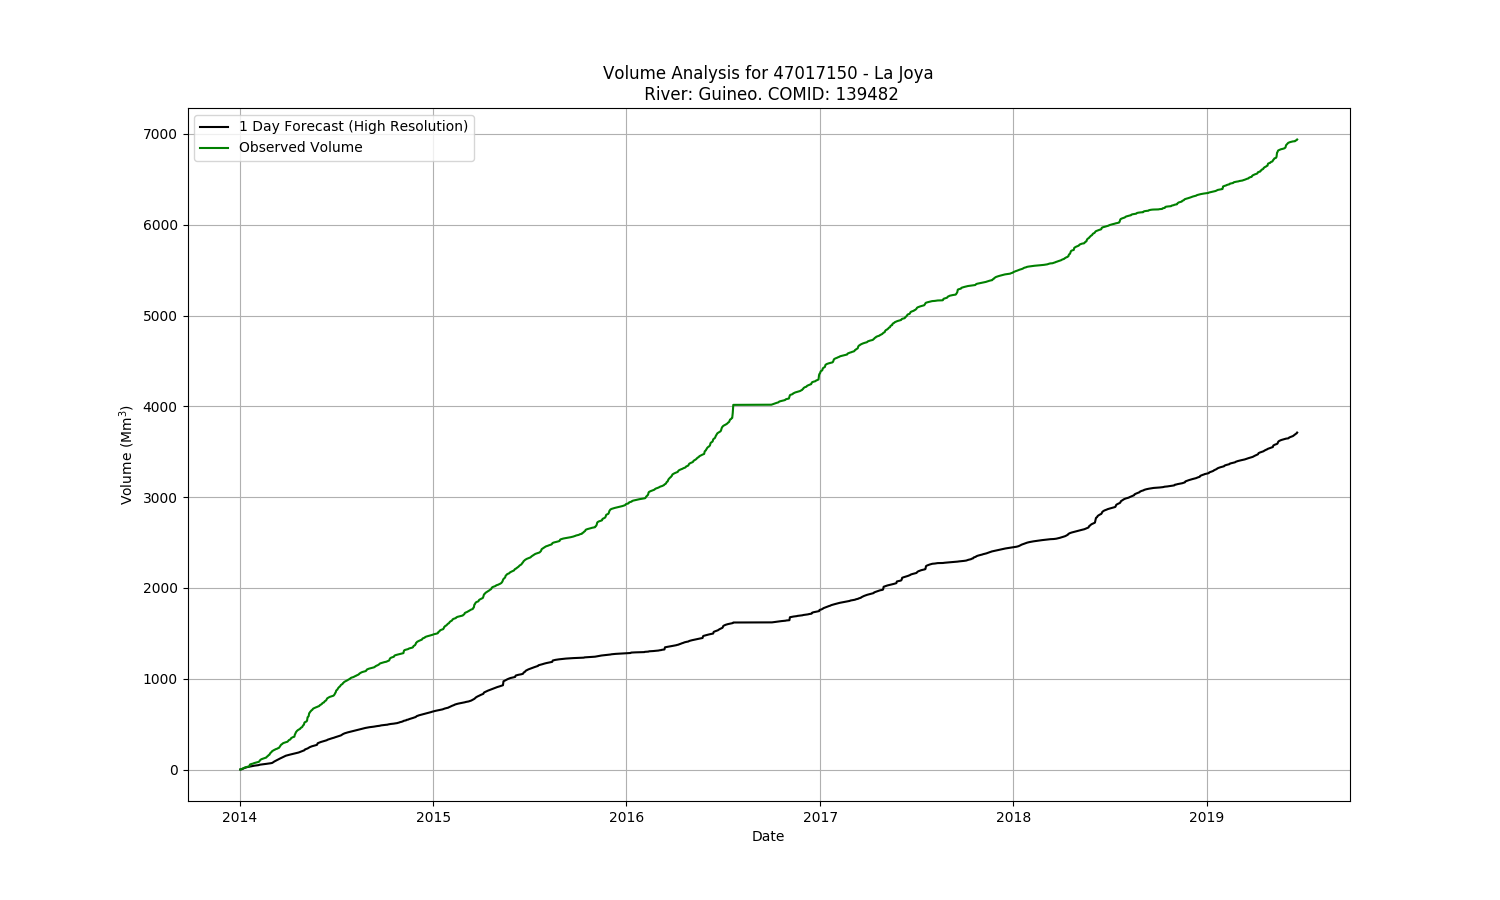 Volume Analysis for 47017150 - La Joya
River: Guineo. COMID: 139482
1 Day Forecast (High Resolution)
Observed Volume
Volume (Mm³)
7000
6000
5000
4000
3000
2000
1000
0
2014 2015 2016 2017 2018 2019
Date